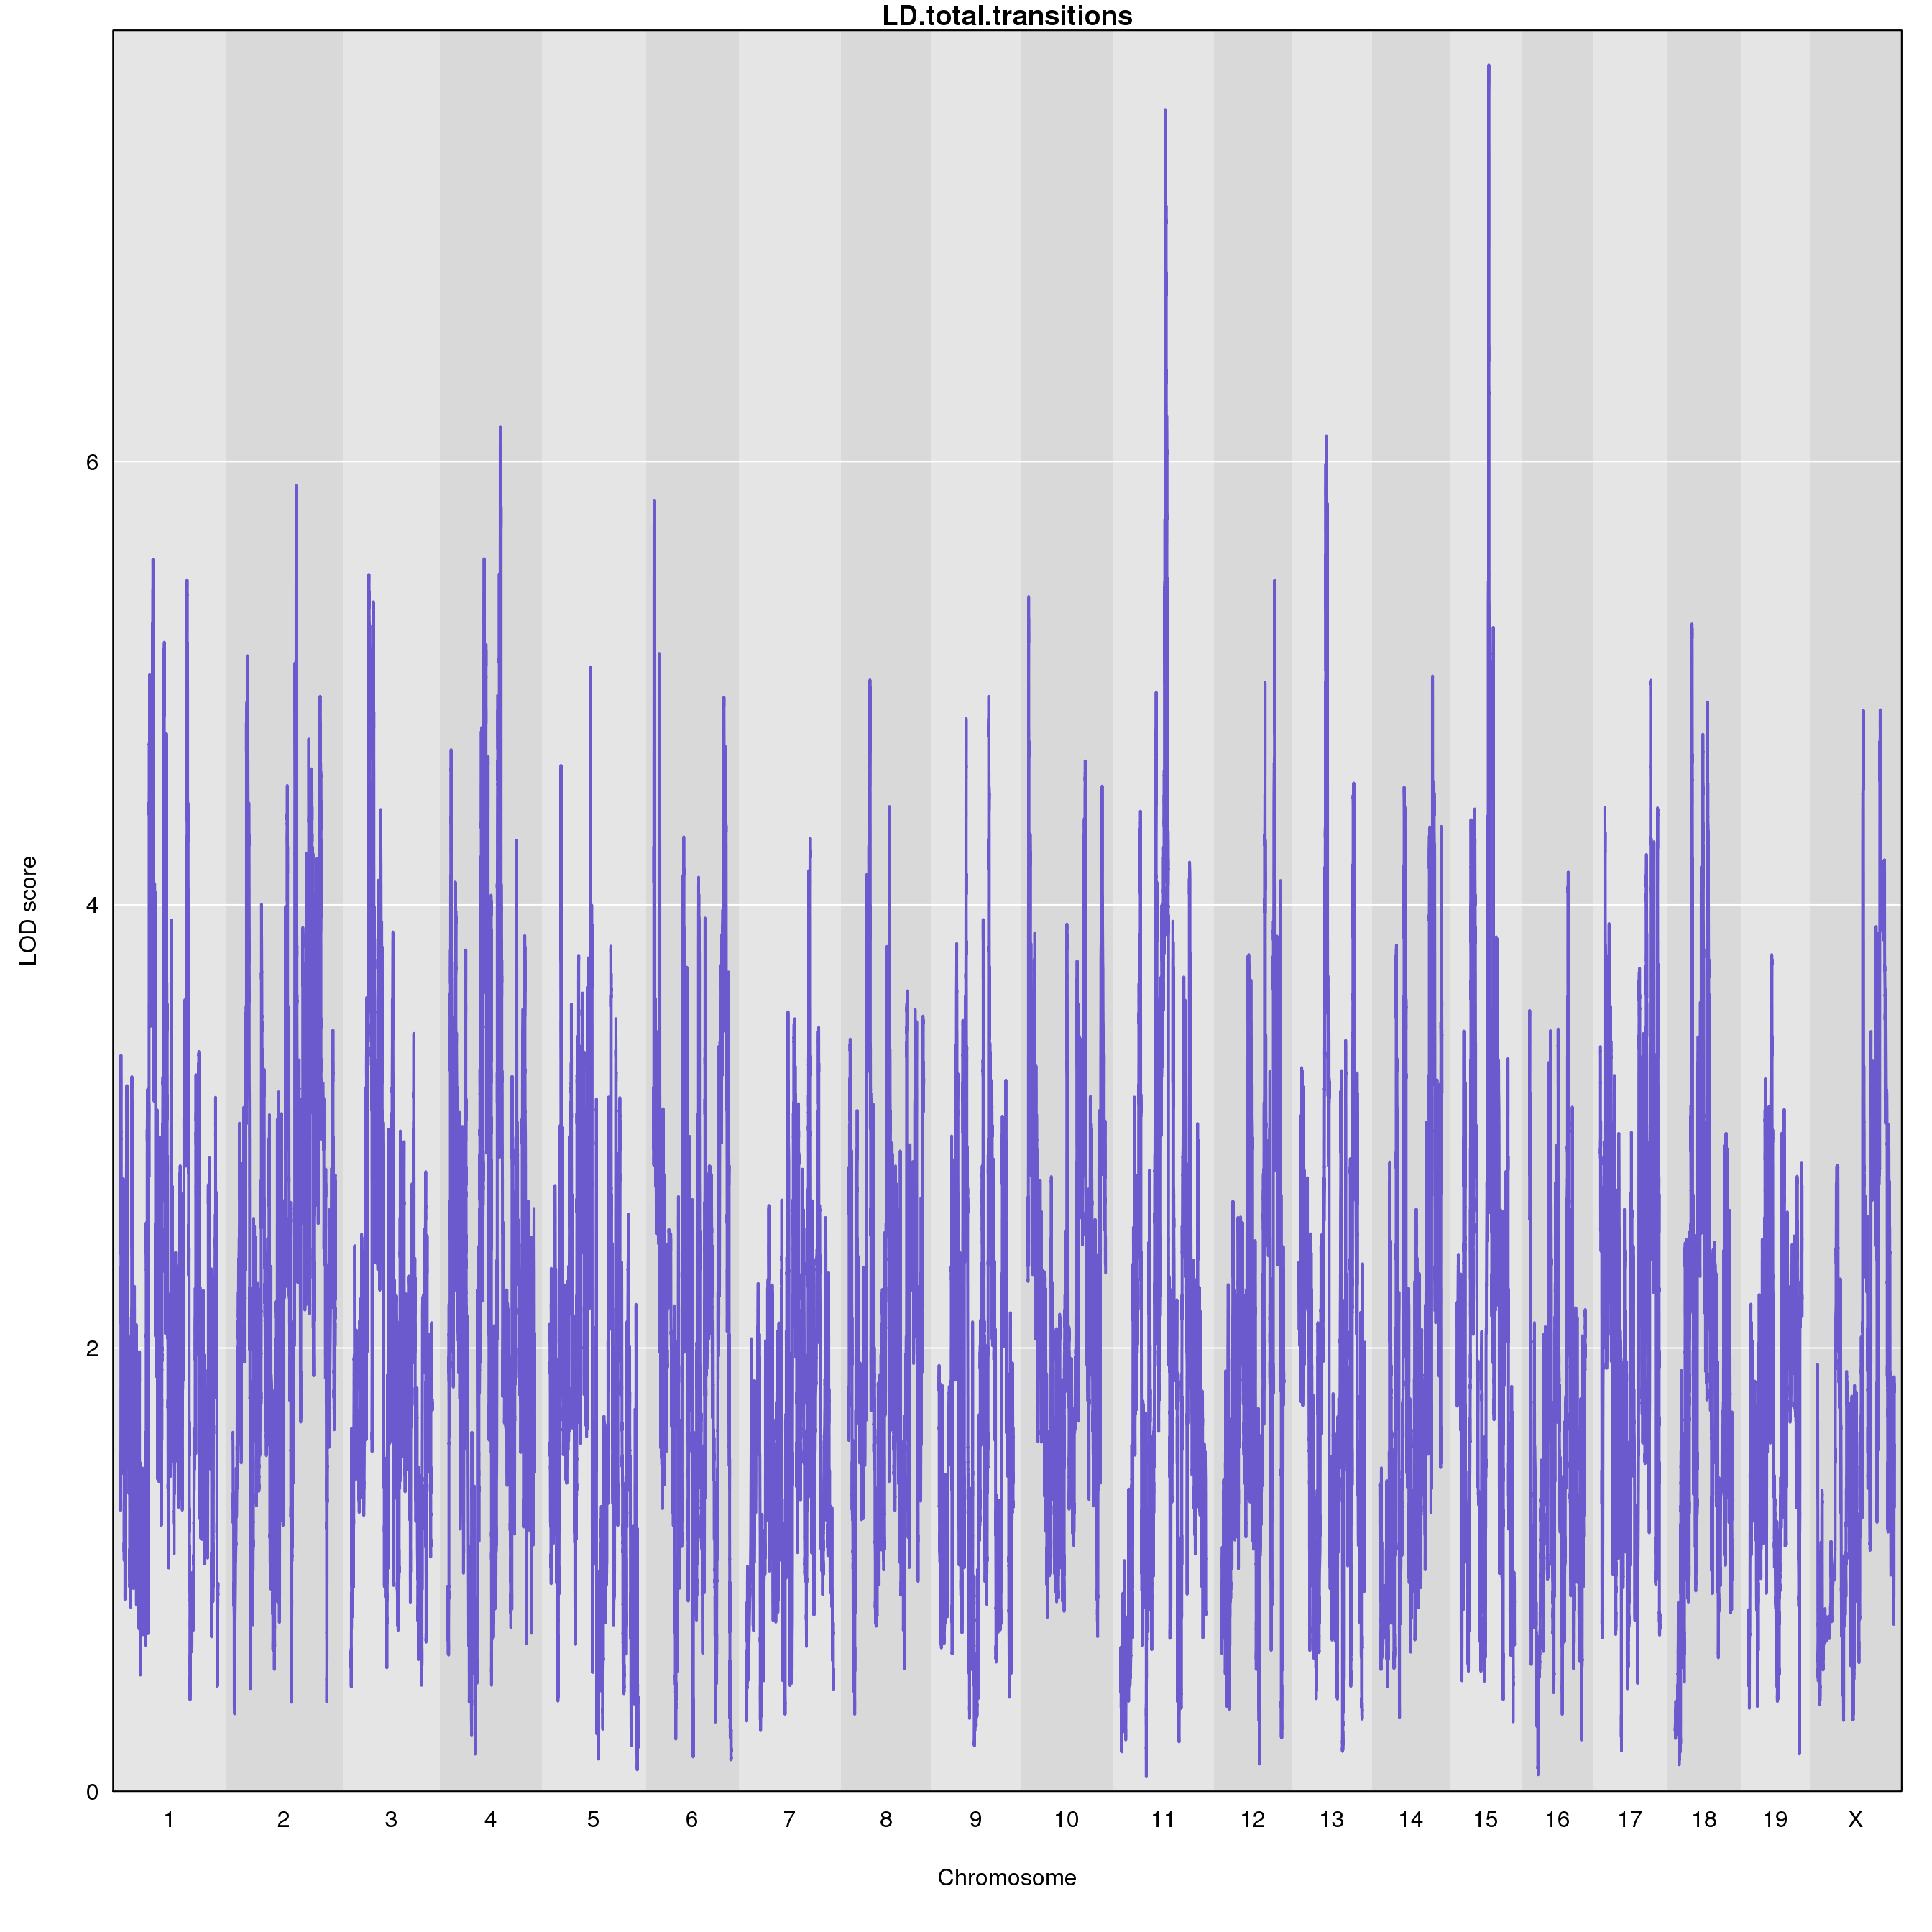 LD.total.transitions
LOD score
6
4
2
0
1 2 3 4 5 6 7 8 9 10 11 12 13 14 15 16 17 18 19 X
Chromosome